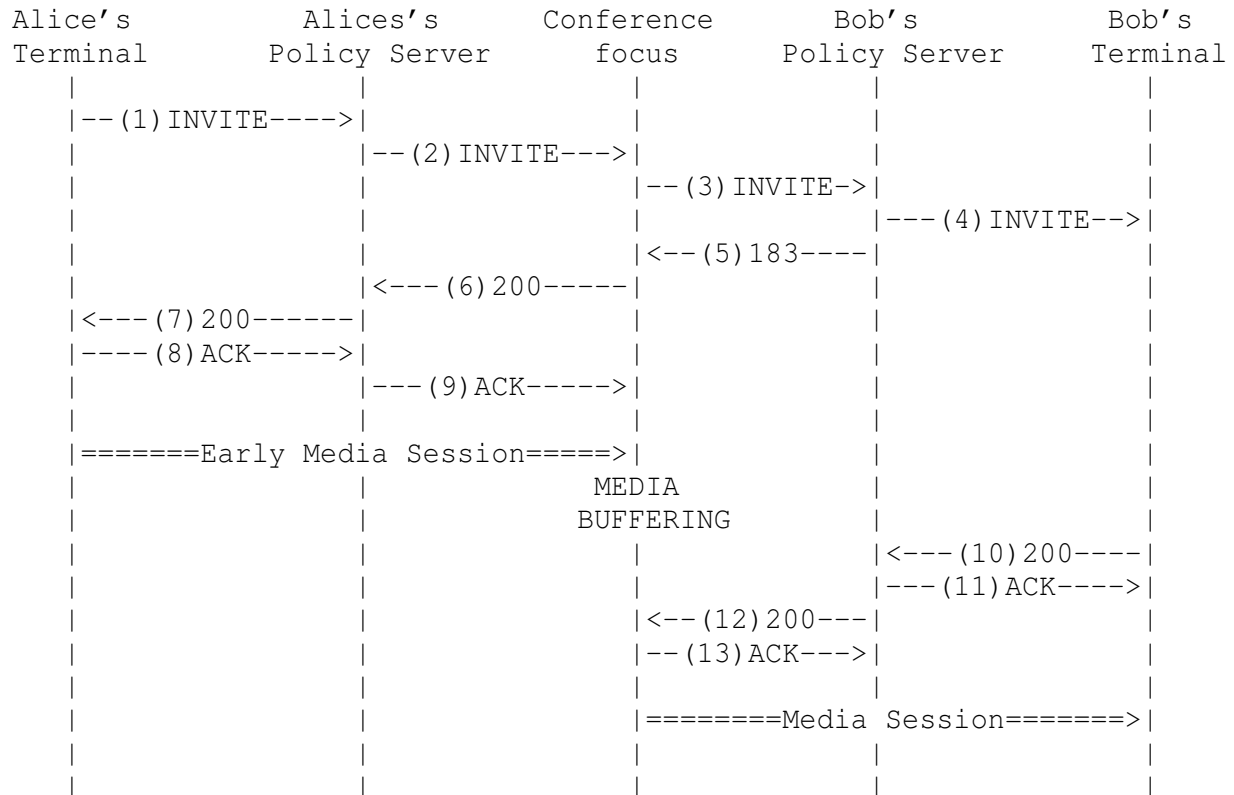 Alice's Alices's Conference Bob's Bob's
Terminal Policy Server focus Policy Server Terminal
| | | | |
|--(1)INVITE---->| | | |
| |--(2)INVITE--->| | |
| | |--(3)INVITE->| |
| | | |---(4)INVITE-->|
| | |<--(5)183----| |
| |<---(6)200-----| | |
|<---(7)200------| | | |
|----(8)ACK----->| | | |
| |---(9)ACK----->| | |
| | | | |
|=======Early Media Session=====>| | |
| | MEDIA | |
| | BUFFERING | |
| | | |<---(10)200----|
| | | |---(11)ACK---->|
| | |<--(12)200---| |
| | |--(13)ACK--->| |
| | | | |
| | |========Media Session=======>|
| | | | |
| | | | |